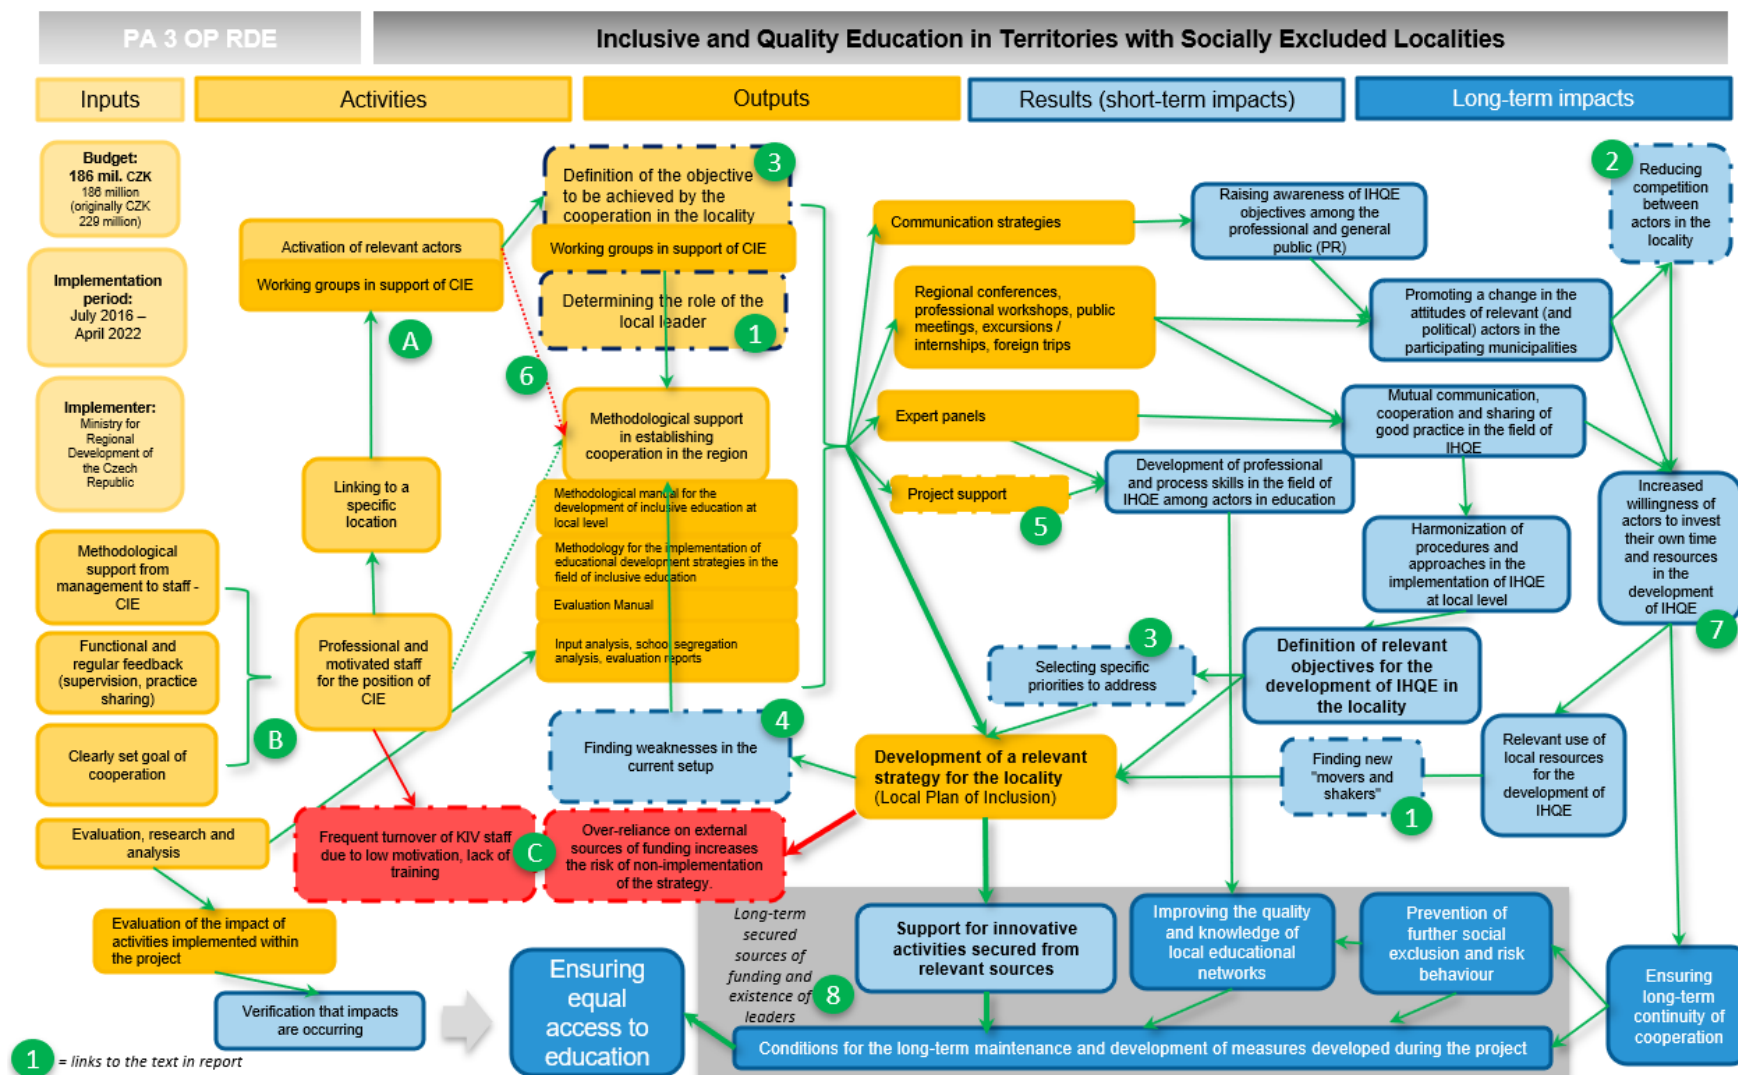 PA 3 OP RDE
Inclusive and Quality Education in Territories with Socially Excluded Localities
Inputs
Activities
Outputs
Results (short-term impacts)
Long-term impacts
Budget:
186 mil. CZK
186 million
(originally CZK
229 million)
Implementation
period:
July 2016 –
April 2022
Implementer:
Ministry for
Regional
Development of
the Czech
Republic
Methodological
support from
management to staff -
CIE
Functional and
regular feedback
(supervision, practice
sharing)
Clearly set goal of
cooperation
B
Evaluation, research and
analysis
Evaluation of the impact of
activities implemented within
the project
Verification that impacts
are occurring
1
= links to the text in report
Activation of relevant actors
Working groups in support of CIE
A
Linking to a
specific
location
Professional and
motivated staff
for the position of
CIE
Frequent turnover of KIV staff
due to low motivation, lack of
training
C
Over-reliance on external
sources of funding increases
the risk of non-implementation
of the strategy.
3
Definition of the objective
to be achieved by the
cooperation in the locality
Working groups in support of CIE
Determining the role of the
local leader
1
6
Methodological support
in establishing
cooperation in the region
Methodological manual for the
development of inclusive education at
local level
Methodology for the implementation of
educational development strategies in the
field of inclusive education
Evaluation Manual
Input analysis, school segregation
analysis, evaluation reports
4
Finding weaknesses in the
current setup
Communication strategies
Regional conferences,
professional workshops, public
meetings, excursions /
internships, foreign trips
Expert panels
Project support
5
Raising awareness of IHQE
objectives among the
professional and general
public (PR)
2
Reducing
competition
between
actors in the
locality
Promoting a change in the
attitudes of relevant (and
political) actors in the
participating municipalities
Mutual communication,
cooperation and sharing of
good practice in the field of
IHQE
Development of professional
and process skills in the field of
IHQE among actors in education
Harmonization of
procedures and
approaches in the
implementation of IHQE
at local level
Increased
willingness of
actors to invest
their own time
and resources
in the
development
of IHQE
7
3
Selecting specific
priorities to address
Definition of relevant
objectives for the
development of IHQE in
the locality
Development of a relevant
strategy for the locality
(Local Plan of Inclusion)
Finding new
"movers and
shakers"
1
Relevant use of
local resources
for the
development of
IHQE
Long-term
secured
sources of
funding and
existence of
leaders
8
Support for innovative
activities secured from
relevant sources
Improving the quality
and knowledge of
local educational
networks
Prevention of
further social
exclusion and risk
behaviour
Ensuring
long-term
continuity of
cooperation
Ensuring
equal
access to
education
Conditions for the long-term maintenance and development of measures developed during the project